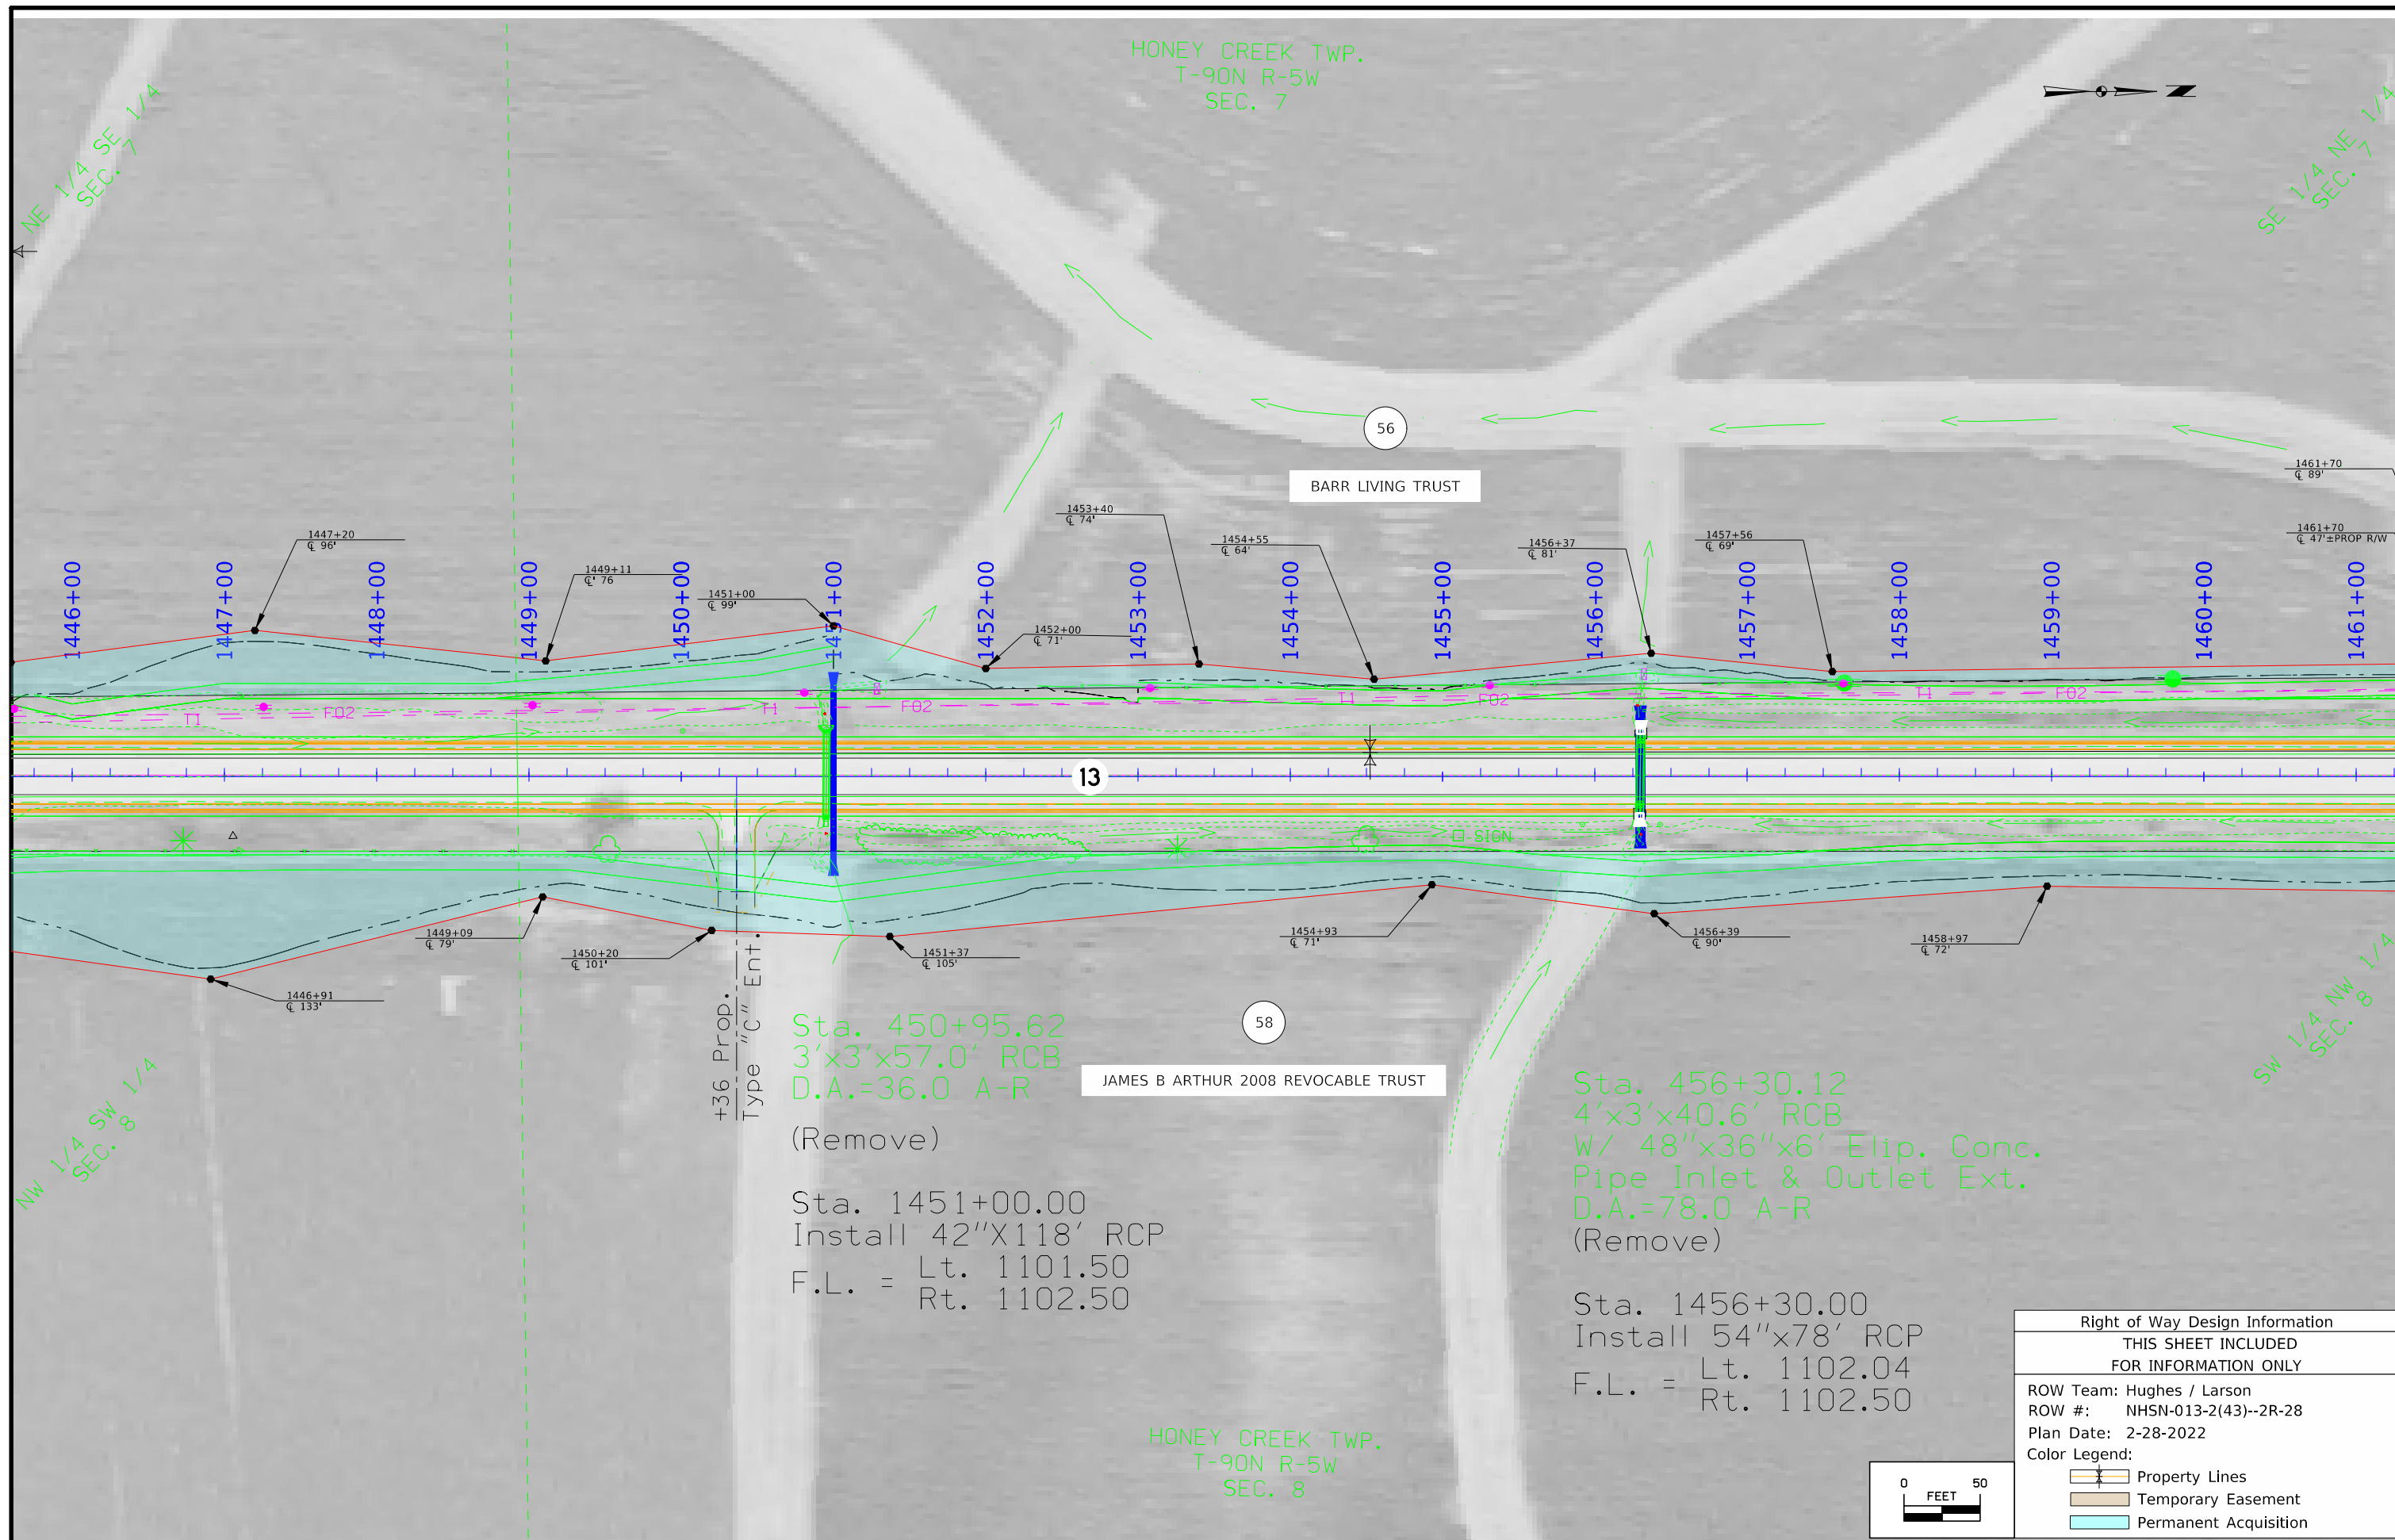 HONEY CREEK TWP.
T-90N R-5W
SEC. 7
NE 1/4 SE 1/4
SEC. 7
SE 1/4 NE 1/4
SEC. 7
56
BARR LIVING TRUST
1461+70
℄ 89'
1461+70
℄ 47'±PROP R/W
1447+20
℄ 96'
1449+11
℄' 76
1451+00
℄ 99'
1452+00
℄ 71'
1453+40
℄ 74'
1454+55
℄ 64'
1456+37
℄ 81'
1457+56
℄ 69'
1446+00
1447+00
1448+00
1449+00
1450+00
1451+00
1452+00
1453+00
1454+00
1455+00
1456+00
1457+00
1458+00
1459+00
1460+00
1461+00
T1
FO2
T1
FO2
T1
FO2
T1
FO2
13
SIGN
1446+91
℄ 133'
1449+09
℄ 79'
1450+20
℄ 101'
1451+37
℄ 105'
1454+93
℄ 71'
1456+39
℄ 90'
1458+97
℄ 72'
+36 Prop.
Type "C" Ent.
58
JAMES B ARTHUR 2008 REVOCABLE TRUST
NW 1/4 SW 1/4
SEC. 8
SW 1/4 NW 1/4
SEC. 8
Sta. 450+95.62
3'x3'x57.0' RCB
D.A.=36.0 A-R
(Remove)
Sta. 1451+00.00
Install 42"X118' RCP
F.L. = Lt. 1101.50
Rt. 1102.50
Sta. 456+30.12
4'x3'x40.6' RCB
W/ 48"x36"x6' Elip. Conc.
Pipe Inlet & Outlet Ext.
D.A.=78.0 A-R
(Remove)
Sta. 1456+30.00
Install 54"x78' RCP
F.L. = Lt. 1102.04
Rt. 1102.50
HONEY CREEK TWP.
T-90N R-5W
SEC. 8
0 50
FEET
Right of Way Design Information
THIS SHEET INCLUDED
FOR INFORMATION ONLY
ROW Team: Hughes / Larson
ROW #: NHSN-013-2(43)--2R-28
Plan Date: 2-28-2022
Color Legend:
Property Lines
Temporary Easement
Permanent Acquisition